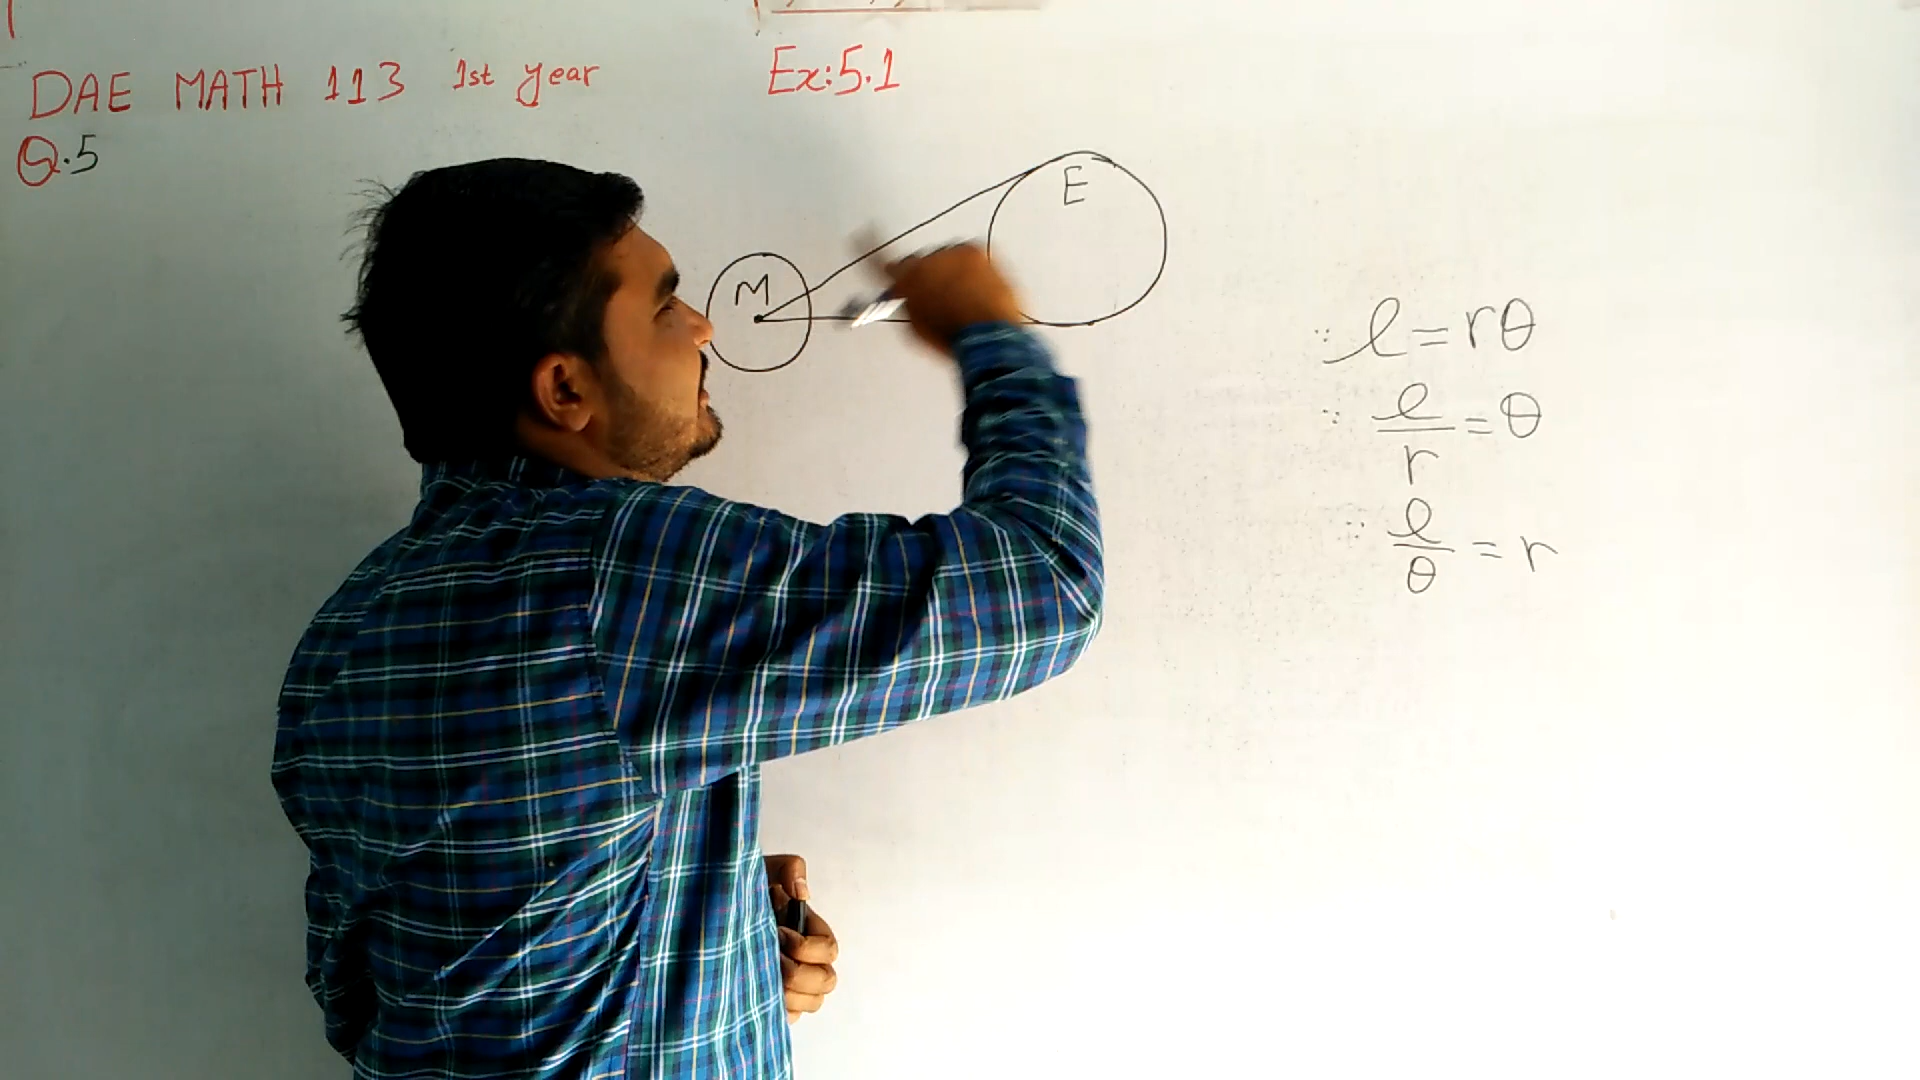 DAE MATH 113 1st year
Ex:5.1
Q.5
E
M
∵ l = rθ
∵ l/r = θ
∵ l/θ = r